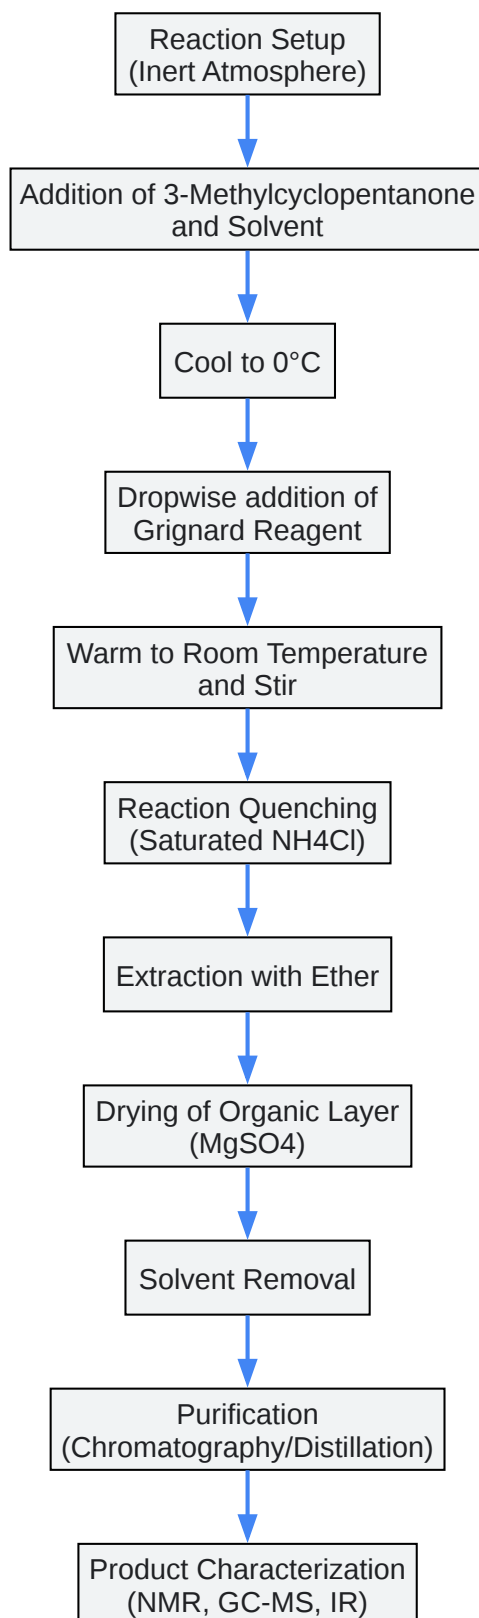 Reaction Setup
(Inert Atmosphere)
Addition of 3-Methylcyclopentanone
and Solvent
Cool to 0°C
Dropwise addition of
Grignard Reagent
Warm to Room Temperature
and Stir
Reaction Quenching
(Saturated NH4Cl)
Extraction with Ether
Drying of Organic Layer
(MgSO4)
Solvent Removal
Purification
(Chromatography/Distillation)
Product Characterization
(NMR, GC-MS, IR)